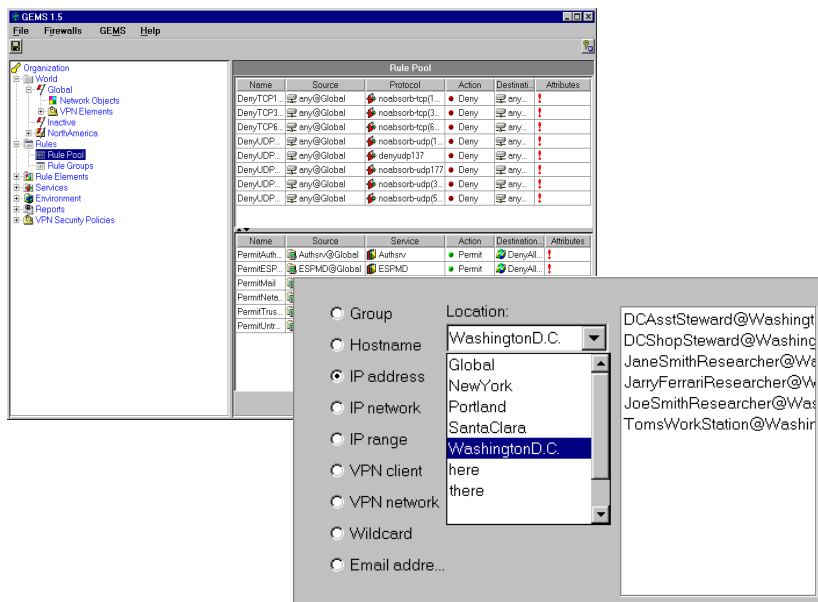 GEMS 1.5
File Firewalls GEMS Help
Organization
World
Global
Network Objects
VPN Elements
Inactive
NorthAmerica
Rules
Rule Pool
Rule Groups
Rule Elements
Services
Environment
Reports
VPN Security Policies
Rule Pool
Name Source Protocol Action Destinati... Attributes
DenyTCP1... any@Global noabsorb-tcp(1... Deny any...
DenyTCP3... any@Global noabsorb-tcp(3... Deny any...
DenyTCP6... any@Global noabsorb-tcp(6... Deny any...
DenyUDP... any@Global noabsorb-udp(1... Deny any...
DenyUDP... any@Global denyudp137 Deny any...
DenyUDP... any@Global noabsorb-udp177 Deny any...
DenyUDP... any@Global noabsorb-udp(3... Deny any...
DenyUDP... any@Global noabsorb-udp(5... Deny any...
Name Source Service Action Destination... Attributes
PermitAuth... Authsrv@Global Authsrv Permit DenyAll...
PermitESP... ESPMD@Global ESPMD Permit DenyAll...
PermitMail
PermitNeta...
PermitTrus...
PermitUntr...
Group
Hostname
IP address
IP network
IP range
VPN client
VPN network
Wildcard
Email addre...
Location:
WashingtonD.C.
Global
NewYork
Portland
SantaClara
WashingtonD.C.
here
there
DCAsstSteward@Washingt
DCShopSteward@Washing
JaneSmithResearcher@Wa
JarryFerrariResearcher@W
JoeSmithResearcher@Was
TomsWorkStation@Washin